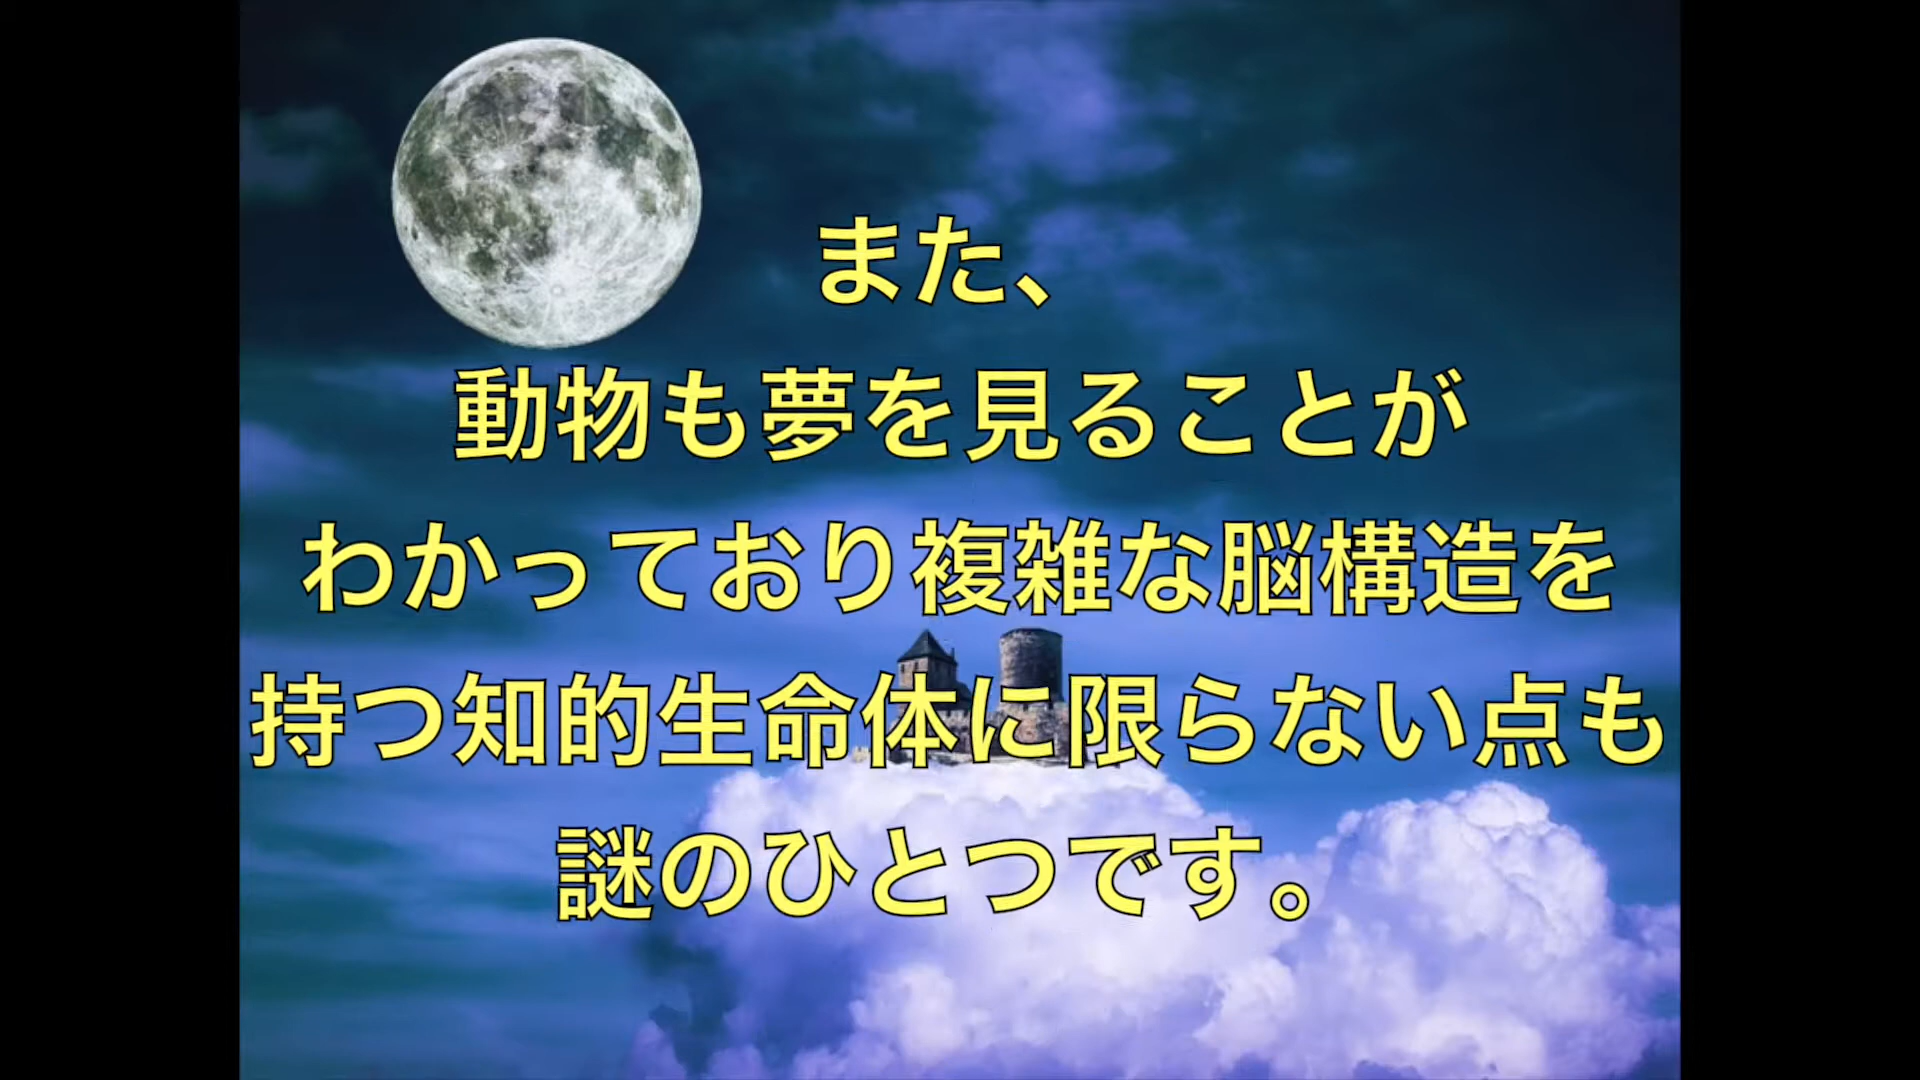 また、
動物も夢を見ることが
わかっており複雑な脳構造を
持つ知的生命体に限らない点も
謎のひとつです。